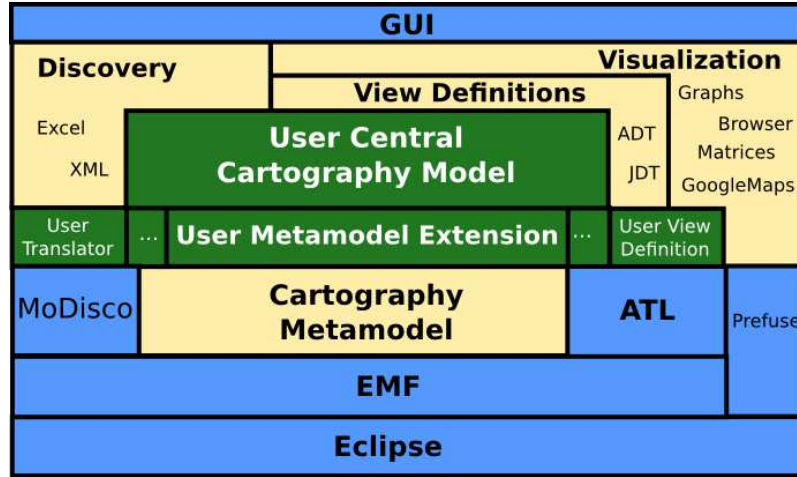 GUI
Discovery
Visualization
View Definitions
Graphs
Excel
User Central
ADT
Browser
XML
Cartography Model
JDT
Matrices
GoogleMaps
User
Translator
...
User Metamodel Extension
...
User View
Definition
MoDisco
Cartography
Metamodel
ATL
Prefuse
EMF
Eclipse